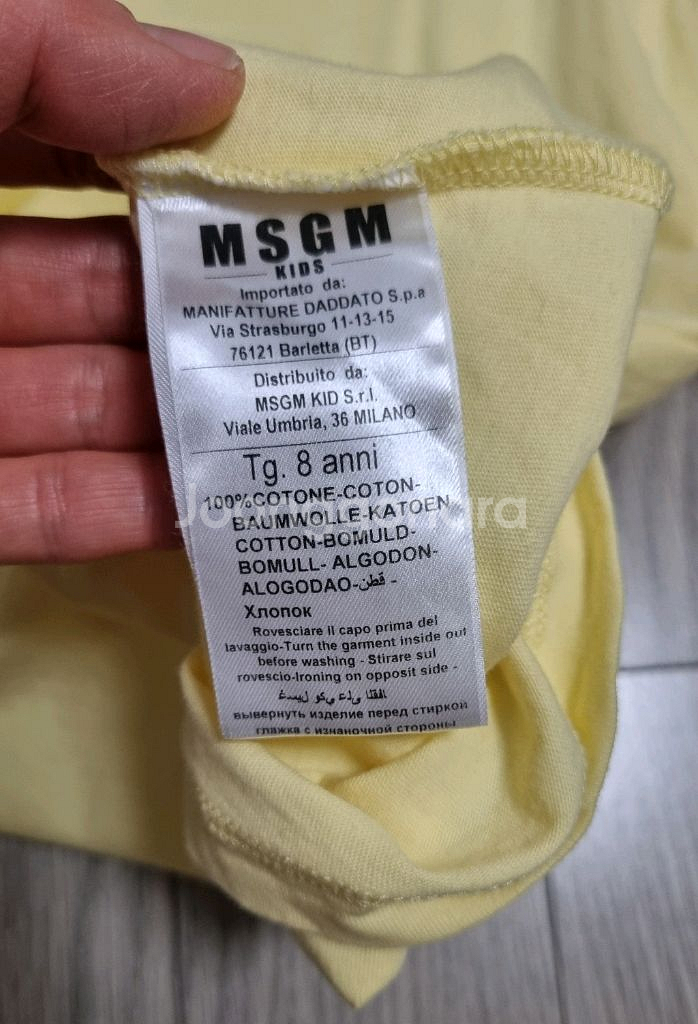 MSGM
KIDS
Importato da:
MANIFATTURE DADDATO S.p.a
Via Strasburgo 11-13-15
76121 Barletta (BT)
Distribuito da:
MSGM KID S.r.l.
Viale Umbria, 36 MILANO
Tg. 8 anni
100%COTONE-COTON-
BAUMWOLLE-KATOEN
COTTON-BOMULD-
BOMULL- ALGODON-
ALOGODAO-قطن -
Хлопок
Rovesciare il capo prima del
lavaggio-Turn the garment inside out
before washing - Stirare sul
rovescio-Ironing on opposite side -
вывернуть изделие перед стиркой
глажка с изнаночной стороны